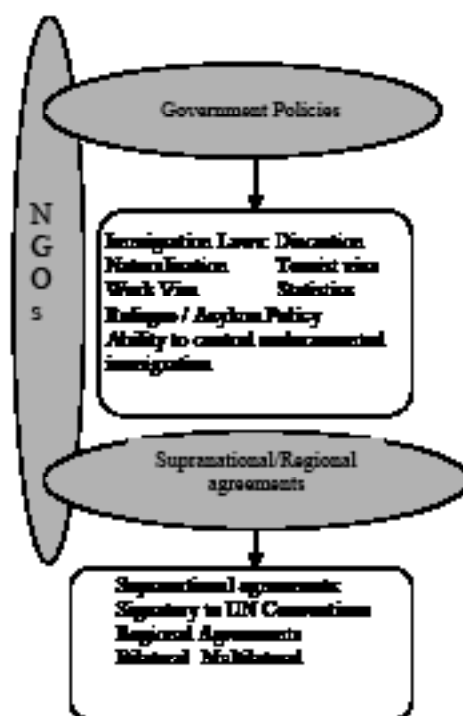 Government Policies
N
G
O
s
Immigration Laws: Discretion
Naturalization Tourist visa
Work Visa Statistics
Refugee / Asylum Policy
Ability to control undocumented
immigration
Supranational/Regional
agreements
Supranational agreements:
Signatory to UN Conventions
Regional Agreements
Bilateral Multilateral